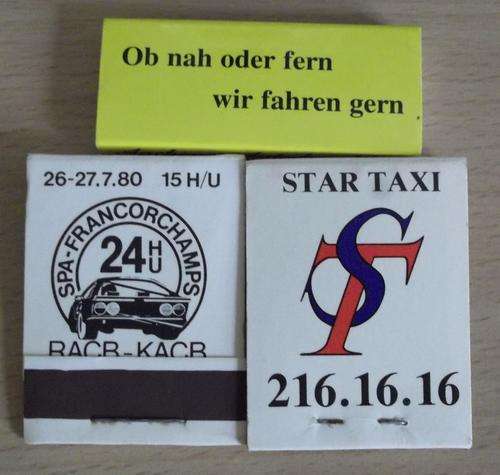 Ob nah oder fern
wir fahren gern
26-27.7.80 15 H/U
SPA-FRANCORCHAMPS
24 H/U
RACB-KACB
STAR TAXI
ST
216.16.16